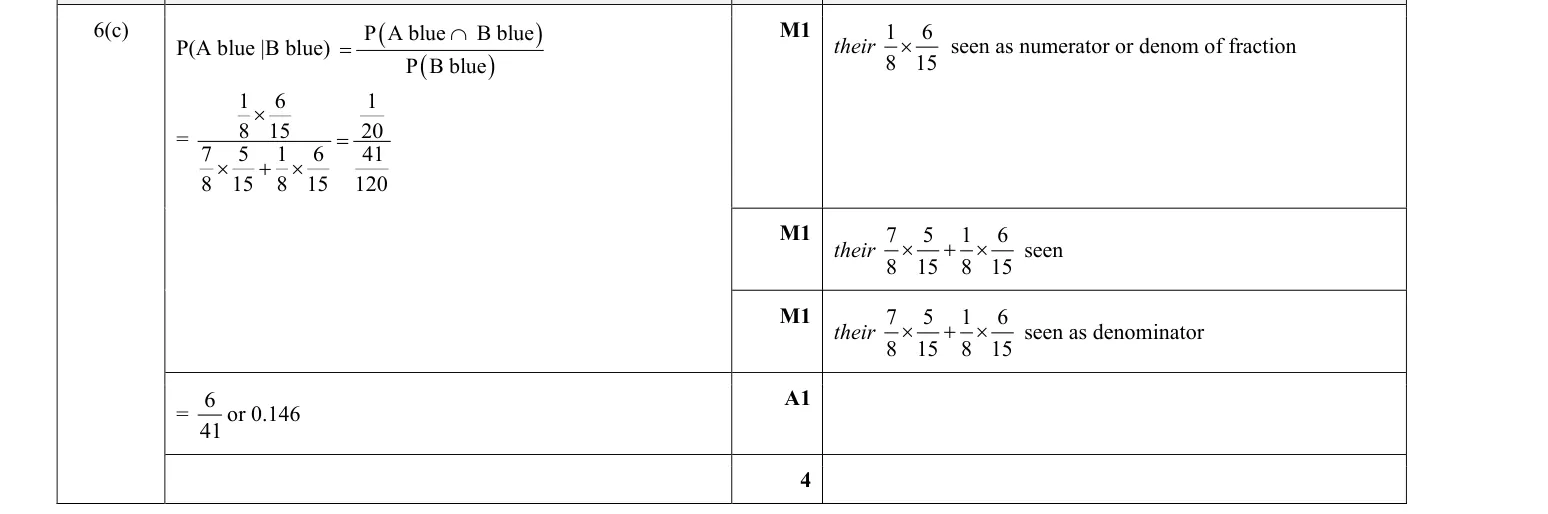 6(c)
P(A blue |B blue) = P(A blue ∩ B blue) / P(B blue)
M1
their 1/8 × 6/15 seen as numerator or denom of fraction
= (1/8 × 6/15) / (7/8 × 5/15 + 1/8 × 6/15) = (1/20) / (41/120)
M1
their 7/8 × 5/15 + 1/8 × 6/15 seen
M1
their 7/8 × 5/15 + 1/8 × 6/15 seen as denominator
= 6/41 or 0.146
A1
4